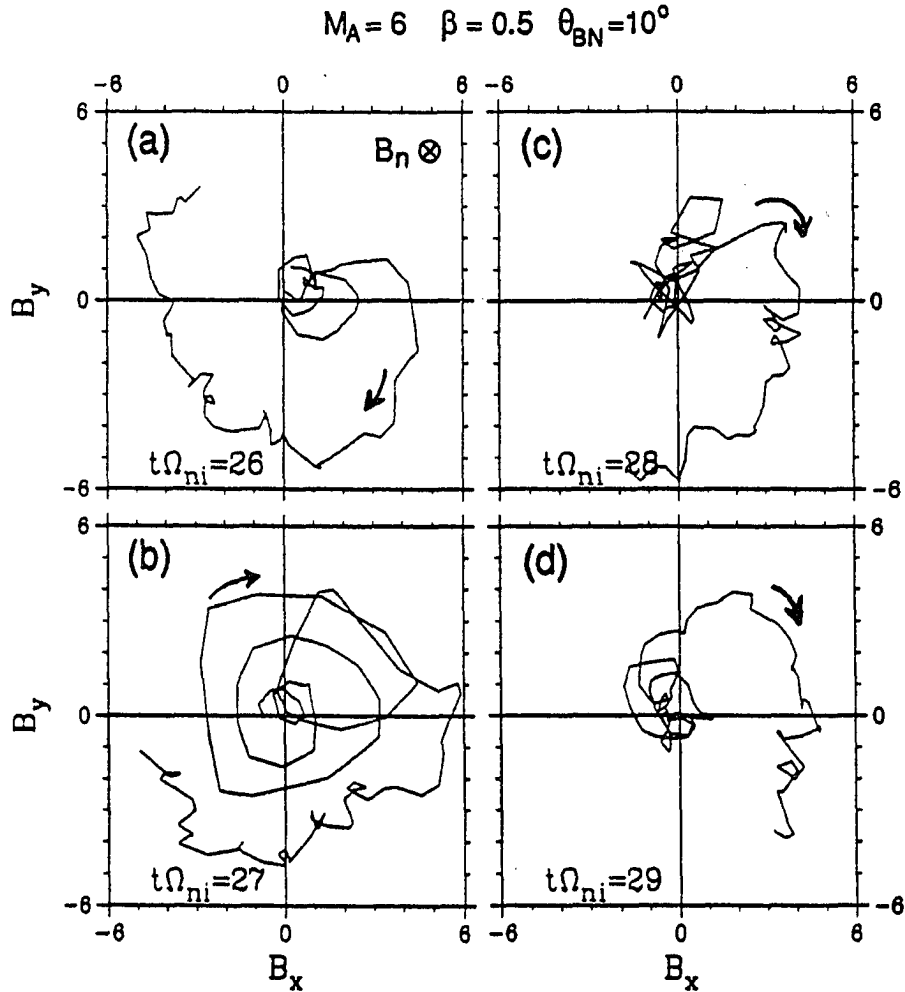 M_A = 6 β = 0.5 θ_BN = 10°
-6 0 6 -6 0 6
6 6
(a) B_n ⊗ (c)
B_y 0 0
tΩ_ni=26 tΩ_ni=28
-6 -6
6 6
(b) (d)
B_y 0 0
tΩ_ni=27 tΩ_ni=29
-6 -6
-6 0 6 -6 0 6
B_x B_x